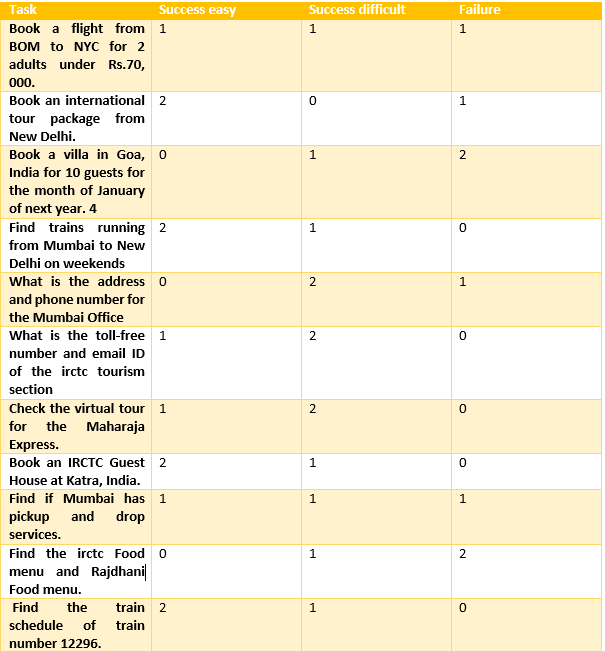 Task Success easy Success difficult Failure
Book a flight from 1 1 1
BOM to NYC for 2
adults under Rs.70,
000.
Book an international 2 0 1
tour package from
New Delhi.
Book a villa in Goa, 0 1 2
India for 10 guests for
the month of January
of next year. 4
Find trains running 2 1 0
from Mumbai to New
Delhi on weekends
What is the address 0 2 1
and phone number for
the Mumbai Office
What is the toll-free 1 2 0
number and email ID
of the irctc tourism
section
Check the virtual tour 1 2 0
for the Maharaja
Express.
Book an IRCTC Guest 2 1 0
House at Katra, India.
Find if Mumbai has 1 1 1
pickup and drop
services.
Find the irctc Food 0 1 2
menu and Rajdhani
Food menu.
Find the train 2 1 0
schedule of train
number 12296.